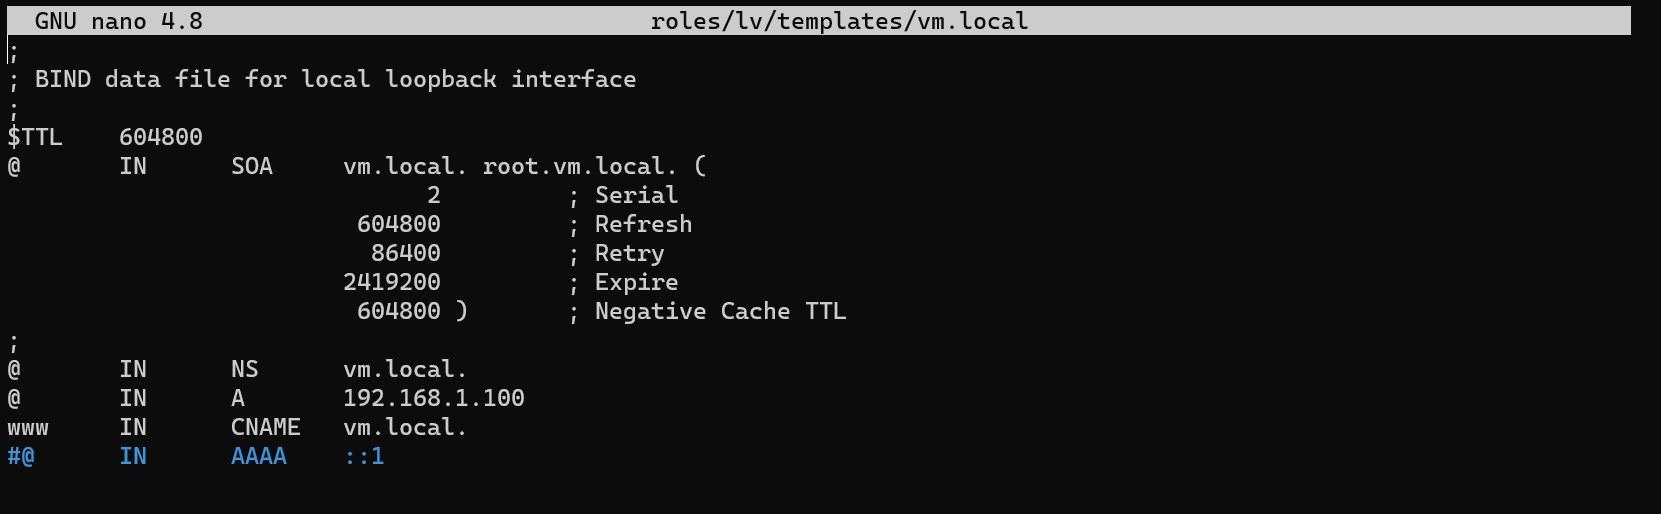 GNU nano 4.8 roles/lv/templates/vm.local
;
; BIND data file for local loopback interface
;
$TTL 604800
@ IN SOA vm.local. root.vm.local. (
2 ; Serial
604800 ; Refresh
86400 ; Retry
2419200 ; Expire
604800 ) ; Negative Cache TTL
;
@ IN NS vm.local.
@ IN A 192.168.1.100
www IN CNAME vm.local.
#@ IN AAAA ::1